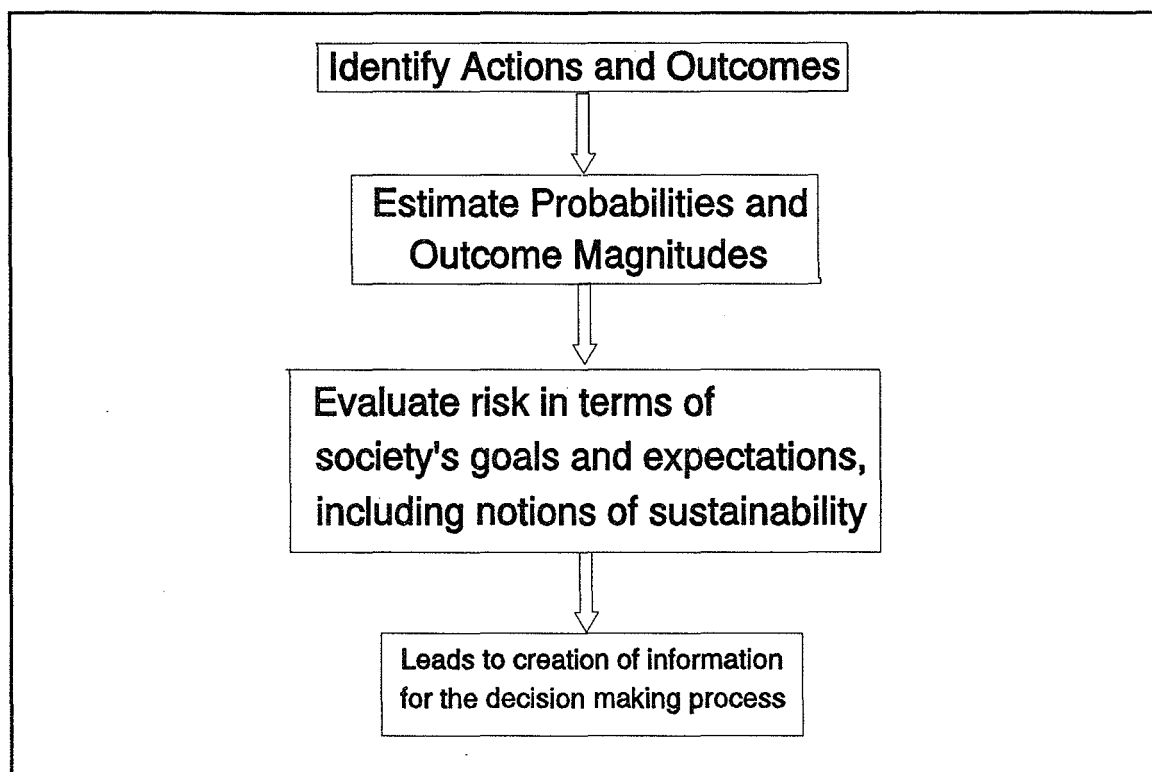 Identify Actions and Outcomes
Estimate Probabilities and
Outcome Magnitudes
Evaluate risk in terms of
society's goals and expectations,
including notions of sustainability
Leads to creation of information
for the decision making process